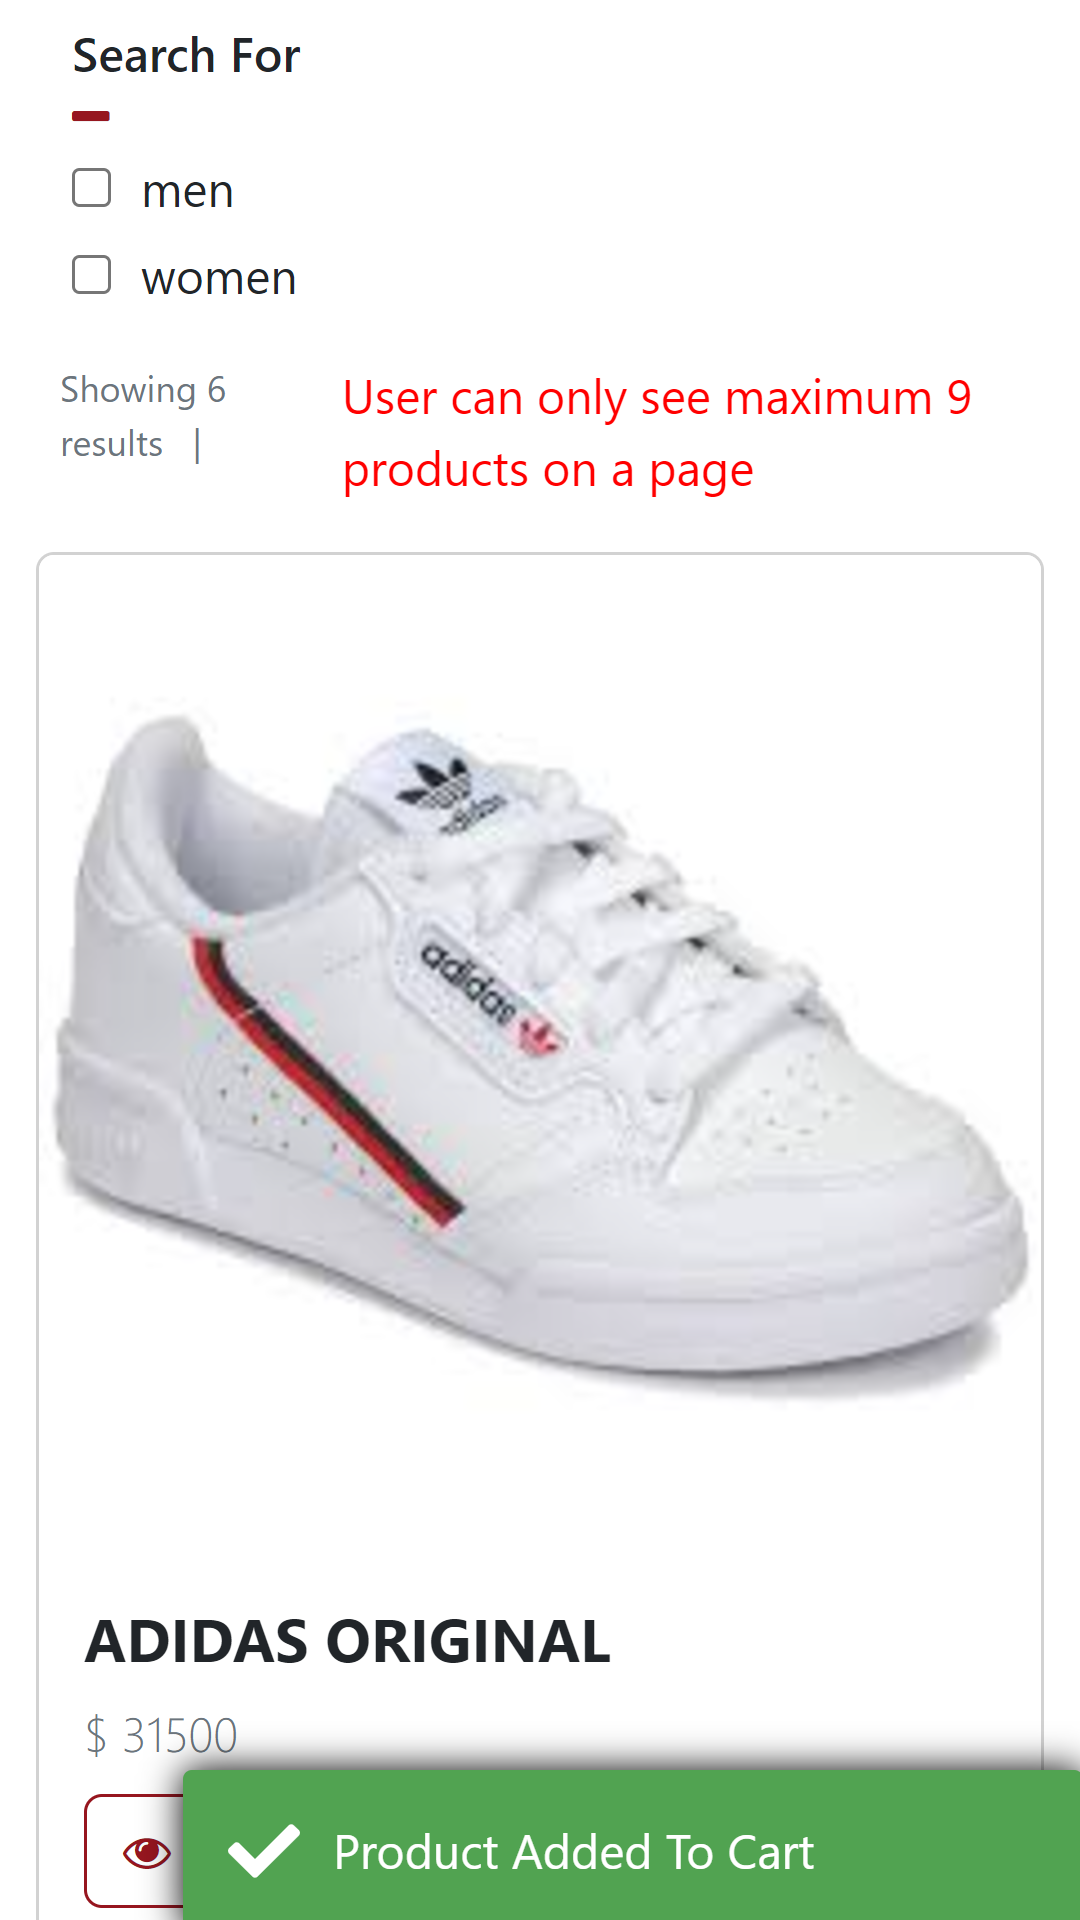 Search For
men
women
Showing 6
results |
User can only see maximum 9
products on a page
adidas
adidas
ADIDAS ORIGINAL
$ 31500
Product Added To Cart